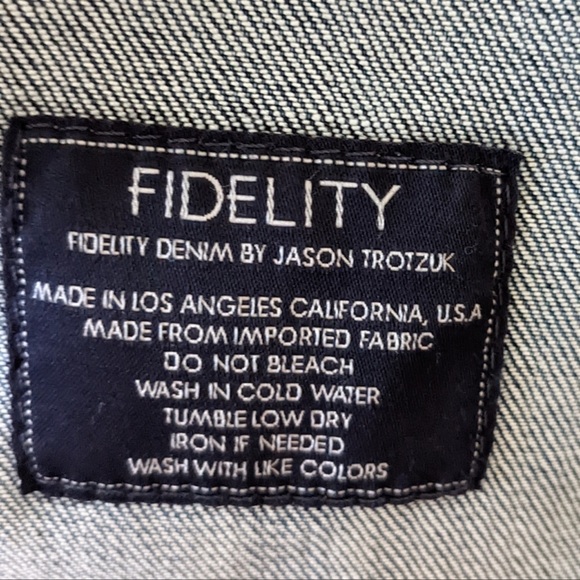 FIDELITY
FIDELITY DENIM BY JASON TROTZUK
MADE IN LOS ANGELES CALIFORNIA, U.S.A
MADE FROM IMPORTED FABRIC
DO NOT BLEACH
WASH IN COLD WATER
TUMBLE LOW DRY
IRON IF NEEDED
WASH WITH LIKE COLORS